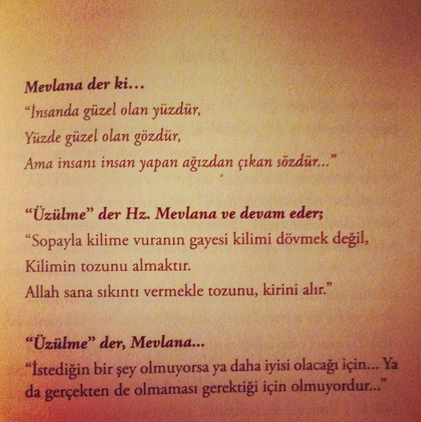 Mevlana der ki...
“İnsanda güzel olan yüzdür,
Yüzde güzel olan gözdür,
Ama insanı insan yapan ağızdan çıkan sözdür...”
“Üzülme” der Hz. Mevlana ve devam eder;
“Sopayla kilime vuranın gayesi kilimi dövmek değil,
Kilimin tozunu almaktır.
Allah sana sıkıntı vermekle tozunu, kirini alır.”
“Üzülme” der, Mevlana...
“İstediğin bir şey olmuyorsa ya daha iyisi olacağı için... Ya
da gerçekten de olmaması gerektiği için olmuyordur...”